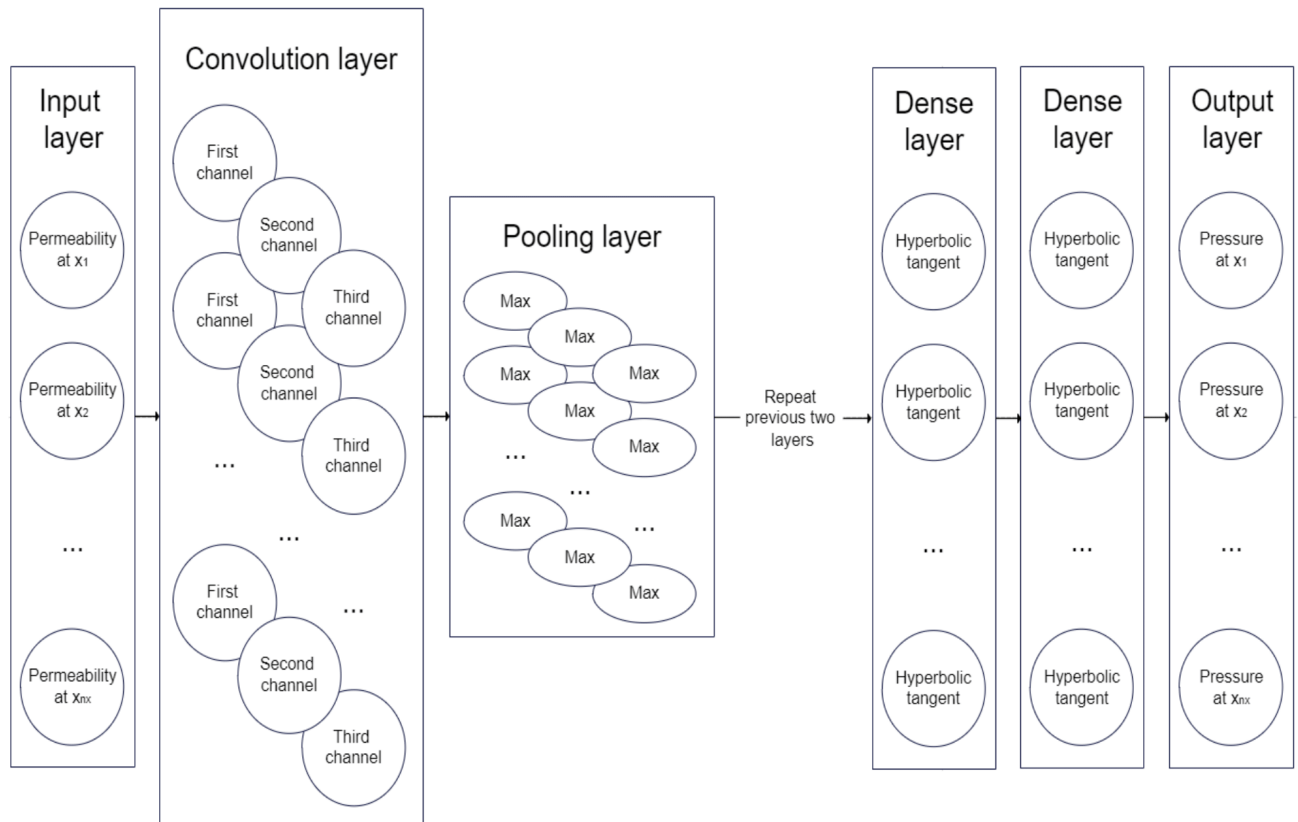 Input
layer
Permeability
at x₁
Permeability
at x₂
...
Permeability
at xₙₓ
Convolution layer
First
channel
Second
channel
Third
channel
First
channel
Second
channel
Third
channel
...
...
...
First
channel
Second
channel
Third
channel
Pooling layer
Max
Max
Max
Max
Max
Max
...
...
...
Max
Max
Max
Repeat
previous two
layers
Dense
layer
Hyperbolic
tangent
Hyperbolic
tangent
...
Hyperbolic
tangent
Dense
layer
Hyperbolic
tangent
Hyperbolic
tangent
...
Hyperbolic
tangent
Output
layer
Pressure
at x₁
Pressure
at x₂
...
Pressure
at xₙₓ